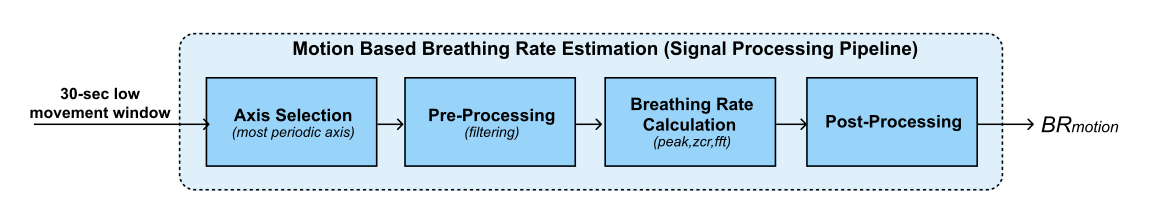 Motion Based Breathing Rate Estimation (Signal Processing Pipeline)
30-sec low
movement window
Axis Selection
(most periodic axis)
Pre-Processing
(filtering)
Breathing Rate
Calculation
(peak,zcr,fft)
Post-Processing
BRmotion